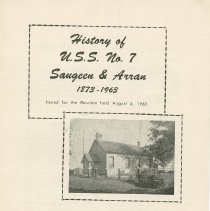 History of
U.S.S. No. 7
Saugeen & Arran
1873-1963
Issued for the Reunion held August 4, 1963.